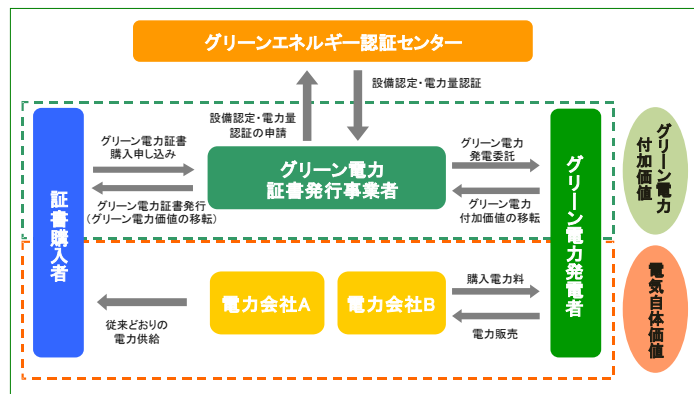 グリーンエネルギー認証センター
設備認定・電力量認証
設備認定・電力量
認証の申請
グリーン電力証書
購入申し込み
グリーン電力
証書発行事業者
グリーン電力
発電委託
グリーン電力証書発行
(グリーン電力価値の移転)
グリーン電力
付加価値の移転
証書購入者
グリーン電力発電者
グリーン電力
付加価値
電力会社A
電力会社B
購入電力料
電力販売
従来どおりの
電力供給
電気自体価値